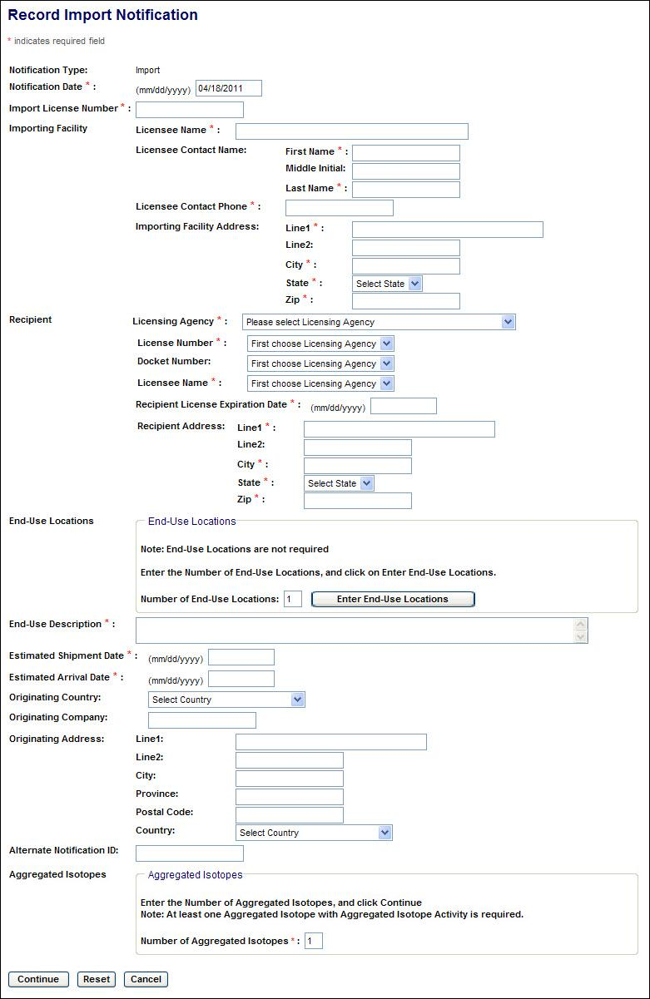 Record Import Notification
* indicates required field
Notification Type: Import
Notification Date * : (mm/dd/yyyy) 04/18/2011
Import License Number * :
Importing Facility Licensee Name * :
Licensee Contact Name: First Name * :
Middle Initial:
Last Name * :
Licensee Contact Phone * :
Importing Facility Address: Line1 * :
Line2:
City * :
State * : Select State
Zip * :
Recipient Licensing Agency * : Please select Licensing Agency
License Number * : First choose Licensing Agency
Docket Number: First choose Licensing Agency
Licensee Name * : First choose Licensing Agency
Recipient License Expiration Date * : (mm/dd/yyyy)
Recipient Address: Line1 * :
Line2:
City * :
State * : Select State
Zip * :
End-Use Locations End-Use Locations
Note: End-Use Locations are not required
Enter the Number of End-Use Locations, and click on Enter End-Use Locations.
Number of End-Use Locations: 1 Enter End-Use Locations
End-Use Description * :
Estimated Shipment Date * : (mm/dd/yyyy)
Estimated Arrival Date * : (mm/dd/yyyy)
Originating Country: Select Country
Originating Company:
Originating Address: Line1:
Line2:
City:
Province:
Postal Code:
Country: Select Country
Alternate Notification ID:
Aggregated Isotopes Aggregated Isotopes
Enter the Number of Aggregated Isotopes, and click Continue
Note: At least one Aggregated Isotope with Aggregated Isotope Activity is required.
Number of Aggregated Isotopes * : 1
Continue Reset Cancel